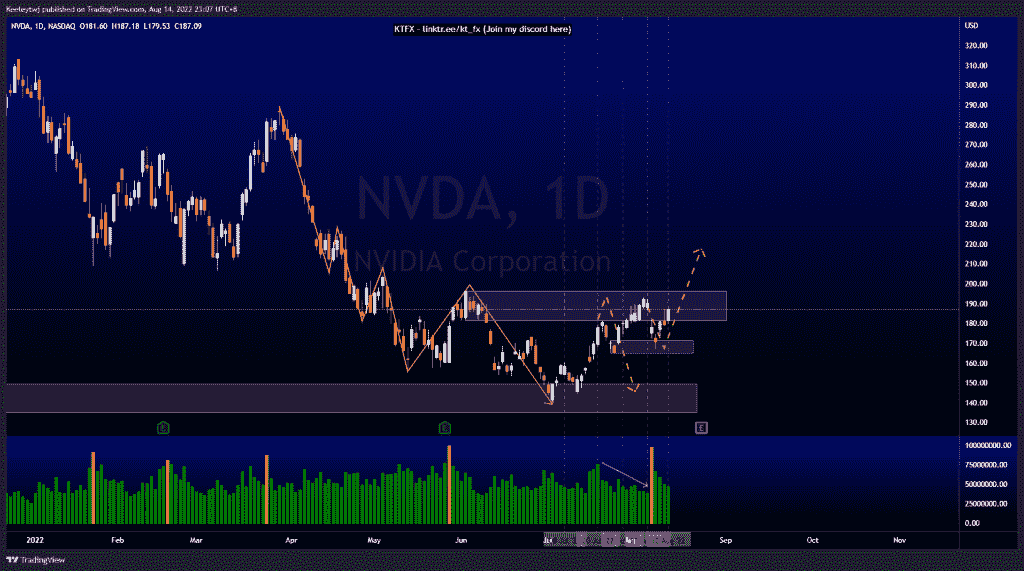 Keeleytwj published on TradingView.com, Aug 14, 2022 23:07 UTC+8
NVDA, 1D, NASDAQ O181.60 H187.18 L179.53 C187.09
KTFX - linktr.ee/kt_fx (Join my discord here)
USD
320.00
310.00
300.00
290.00
280.00
270.00
260.00
250.00
240.00
230.00
220.00
210.00
200.00
190.00
180.00
170.00
160.00
150.00
140.00
130.00
NVDA, 1D
NVIDIA Corporation
E
E
E
100000000.00
75000000.00
50000000.00
25000000.00
0.00
2022 Feb Mar Apr May Jun Jul Aug Sep Oct Nov
TradingView